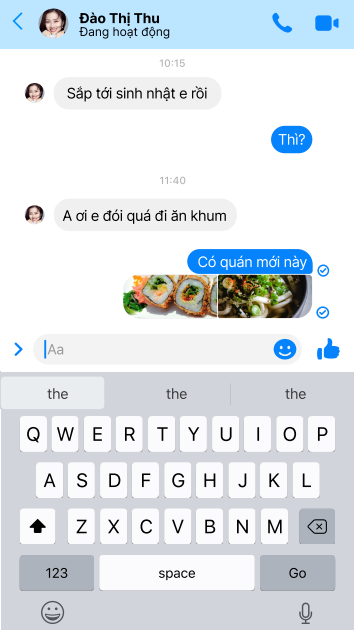 Đào Thị Thu
Đang hoạt động
10:15
Sắp tới sinh nhật e rồi
Thì?
11:40
A ơi e đói quá đi ăn khum
Có quán mới này
Aa
the the the
Q W E R T Y U I O P
A S D F G H J K L
Z X C V B N M
123 space Go